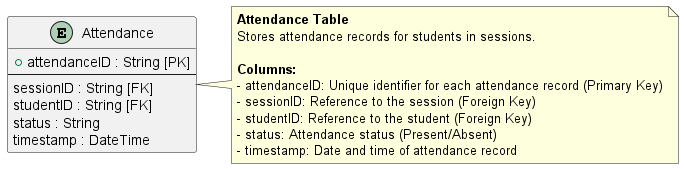 E Attendance
attendanceID : String [PK]
sessionID : String [FK]
studentID : String [FK]
status : String
timestamp : DateTime
Attendance Table
Stores attendance records for students in sessions.
Columns:
- attendanceID: Unique identifier for each attendance record (Primary Key)
- sessionID: Reference to the session (Foreign Key)
- studentID: Reference to the student (Foreign Key)
- status: Attendance status (Present/Absent)
- timestamp: Date and time of attendance record